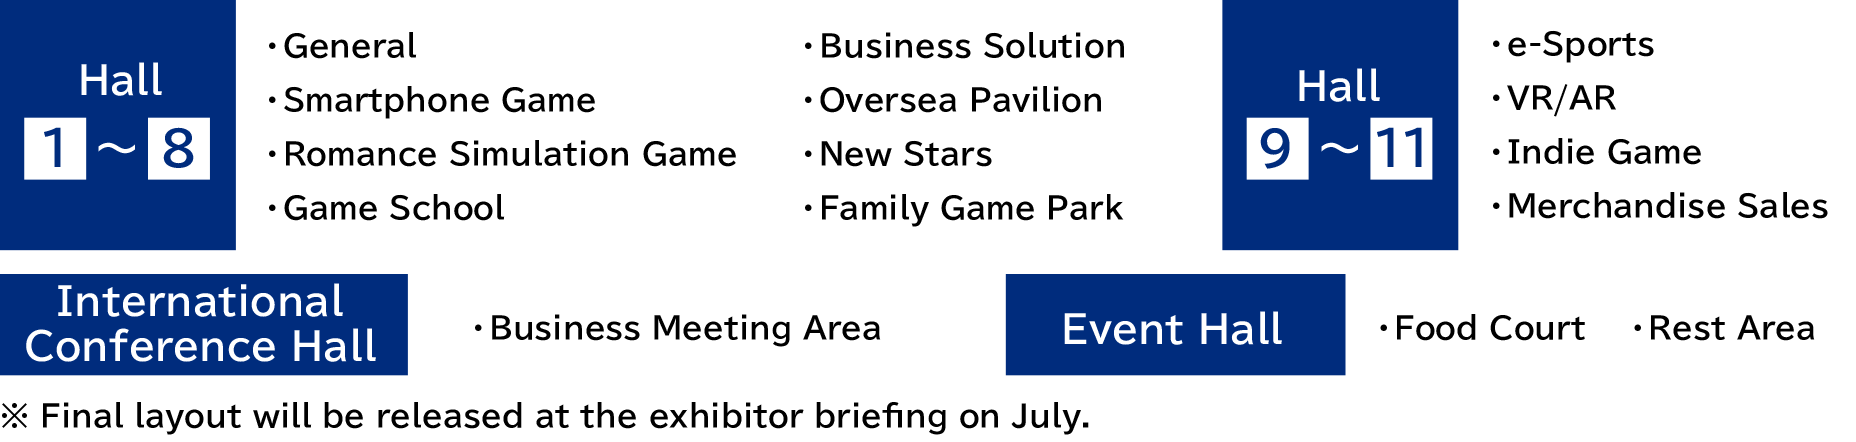 Hall
1 ～ 8
・General
・Smartphone Game
・Romance Simulation Game
・Game School
・Business Solution
・Oversea Pavilion
・New Stars
・Family Game Park
Hall
9 ～ 11
・e-Sports
・VR/AR
・Indie Game
・Merchandise Sales
International
Conference Hall
・Business Meeting Area
Event Hall
・Food Court ・Rest Area
※ Final layout will be released at the exhibitor briefing on July.